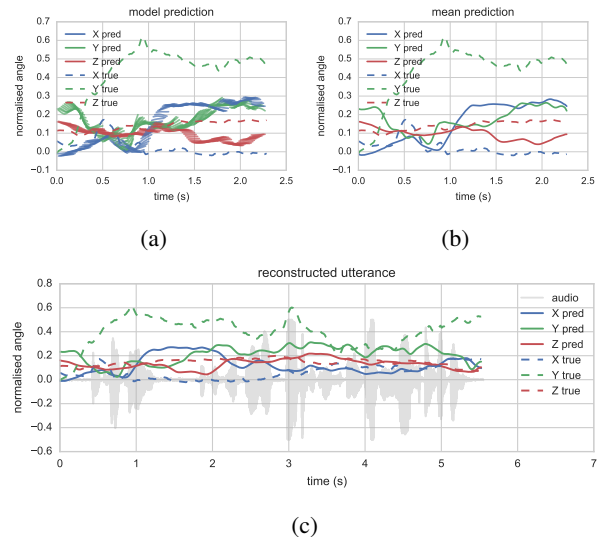 model prediction
normalised angle
0.7
0.6
0.5
0.4
0.3
0.2
0.1
0.0
−0.1
X pred
Y pred
Z pred
X true
Y true
Z true
0.0 0.5 1.0 1.5 2.0 2.5
time (s)
(a)
mean prediction
normalised angle
0.7
0.6
0.5
0.4
0.3
0.2
0.1
0.0
−0.1
X pred
Y pred
Z pred
X true
Y true
Z true
0.0 0.5 1.0 1.5 2.0 2.5
time (s)
(b)
reconstructed utterance
normalised angle
0.8
0.6
0.4
0.2
0.0
−0.2
−0.4
−0.6
audio
X pred
Y pred
Z pred
X true
Y true
Z true
0 1 2 3 4 5 6 7
time (s)
(c)